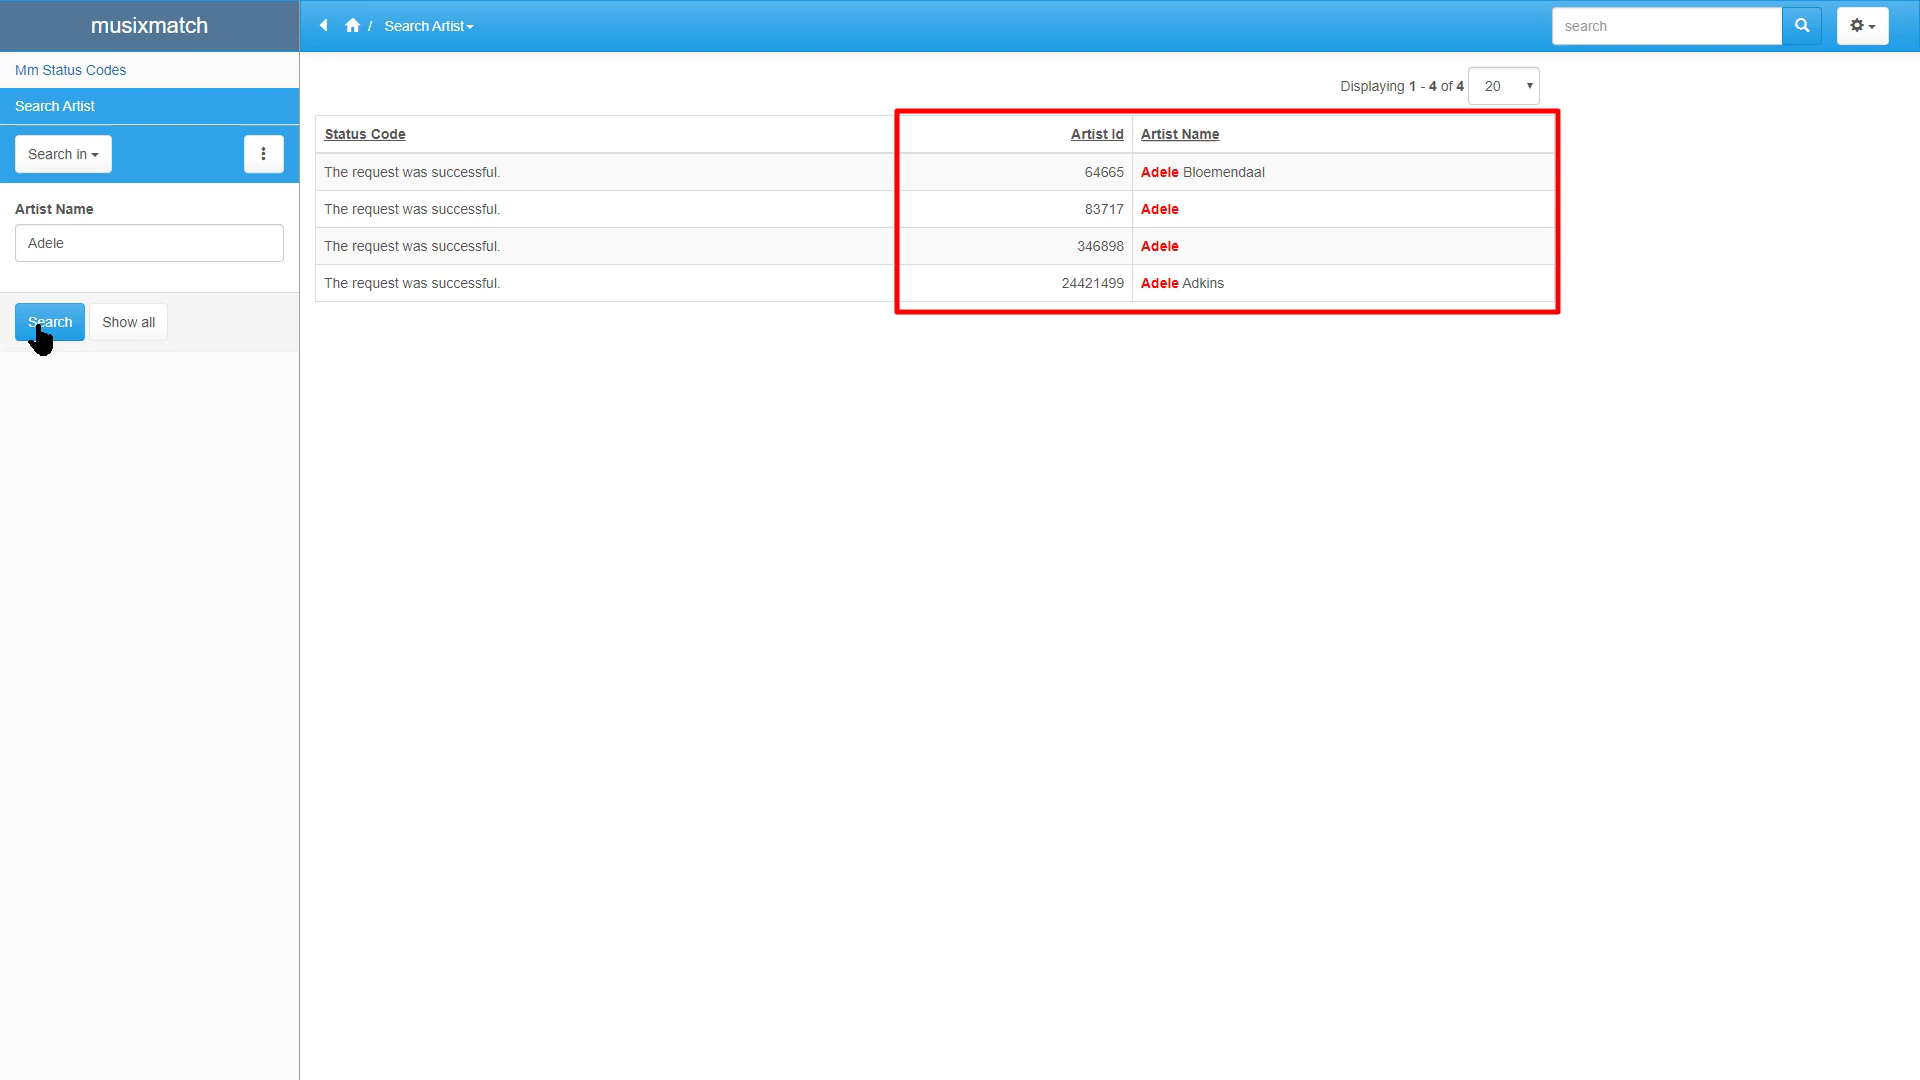 musixmatch
/ Search Artist
search
Mm Status Codes
Search Artist
Search in
Artist Name
Adele
Search
Show all
Displaying 1 - 4 of 4 20
Status Code Artist Id Artist Name
The request was successful. 64665 Adele Bloemendaal
The request was successful. 83717 Adele
The request was successful. 346898 Adele
The request was successful. 24421499 Adele Adkins